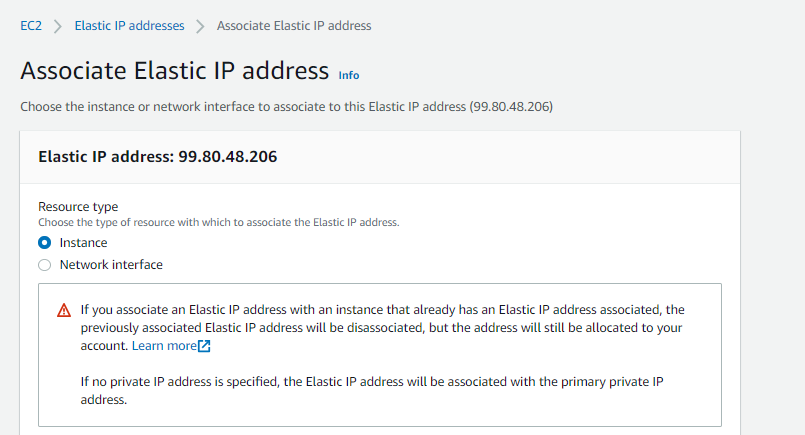 EC2 > Elastic IP addresses > Associate Elastic IP address
Associate Elastic IP address Info
Choose the instance or network interface to associate to this Elastic IP address (99.80.48.206)
Elastic IP address: 99.80.48.206
Resource type
Choose the type of resource with which to associate the Elastic IP address.
Instance
Network interface
If you associate an Elastic IP address with an instance that already has an Elastic IP address associated, the
previously associated Elastic IP address will be disassociated, but the address will still be allocated to your
account. Learn more
If no private IP address is specified, the Elastic IP address will be associated with the primary private IP
address.